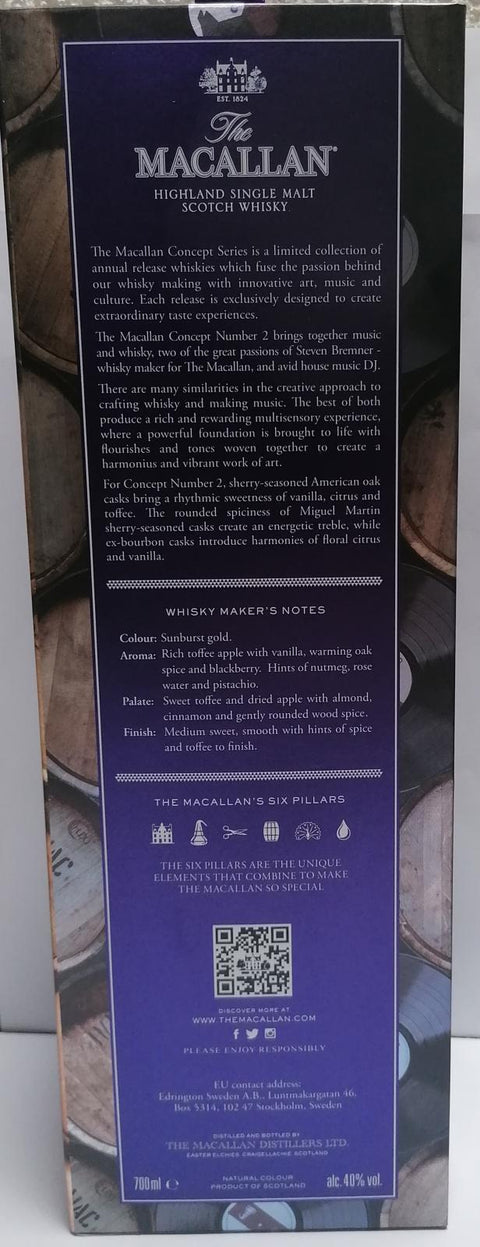 EST. 1824
The
MACALLAN®
HIGHLAND SINGLE MALT
SCOTCH WHISKY
The Macallan Concept Series is a limited collection of
annual release whiskies which fuse the passion behind
our whisky making with innovative art, music and
culture. Each release is exclusively designed to create
extraordinary taste experiences.
The Macallan Concept Number 2 brings together music
and whisky, two of the great passions of Steven Bremner -
whisky maker for The Macallan, and avid house music DJ.
There are many similarities in the creative approach to
crafting whisky and making music. The best of both
produce a rich and rewarding multisensory experience,
where a powerful foundation is brought to life with
flourishes and tones woven together to create a
harmonius and vibrant work of art.
For Concept Number 2, sherry-seasoned American oak
casks bring a rhythmic sweetness of vanilla, citrus and
toffee. The rounded spiciness of Miguel Martin
sherry-seasoned casks create an energetic treble, while
ex-bourbon casks introduce harmonies of floral citrus
and vanilla.
WHISKY MAKER'S NOTES
Colour: Sunburst gold.
Aroma: Rich toffee apple with vanilla, warming oak
spice and blackberry. Hints of nutmeg, rose
water and pistachio.
Palate: Sweet toffee and dried apple with almond,
cinnamon and gently rounded wood spice.
Finish: Medium sweet, smooth with hints of spice
and toffee to finish.
THE MACALLAN'S SIX PILLARS
THE SIX PILLARS ARE THE UNIQUE
ELEMENTS THAT COMBINE TO MAKE
THE MACALLAN SO SPECIAL
DISCOVER MORE AT
WWW.THEMACALLAN.COM
PLEASE ENJOY RESPONSIBLY
EU contact address:
Edrington Sweden A.B., Luntmakargatan 46,
Box 5314, 102 47 Stockholm, Sweden
DISTILLED AND BOTTLED BY
THE MACALLAN DISTILLERS LTD.
EASTER ELCHIES CRAIGELLACHIE SCOTLAND
700ml ℮ NATURAL COLOUR alc. 40% vol.
PRODUCT OF SCOTLAND